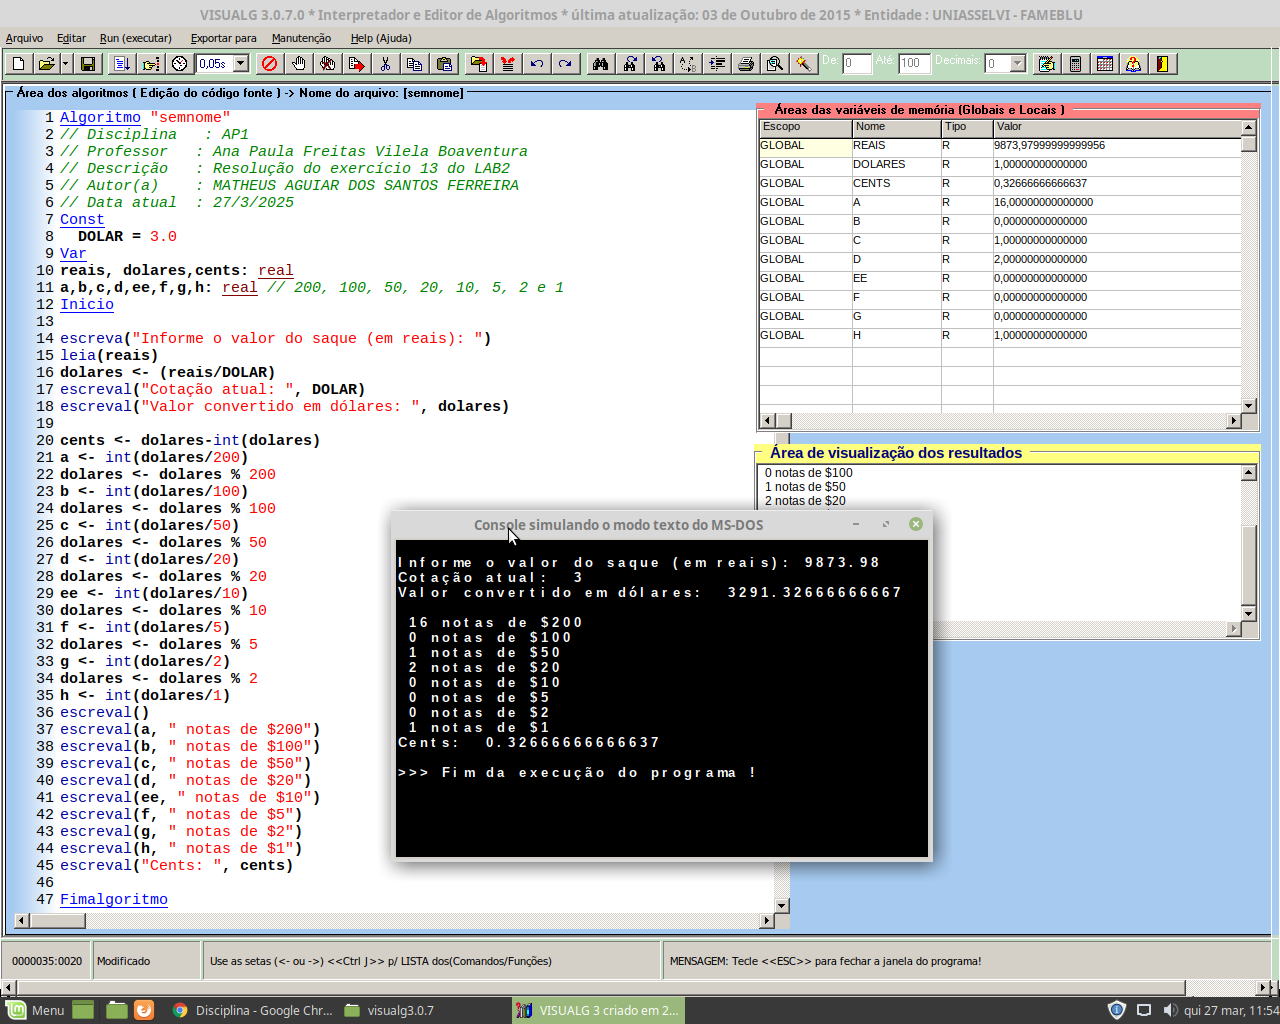 VISUALG 3.0.7.0 * Interpretador e Editor de Algoritmos * última atualização: 03 de Outubro de 2015 * Entidade : UNIASSELVI - FAMEBLU
Arquivo Editar Run (executar) Exportar para Manutenção Help (Ajuda)
0,05s De: 0 Até: 100 Decimais: 0
Área dos algoritmos ( Edição do código fonte ) -> Nome do arquivo: [semnome]
1 Algoritmo "semnome"
2 // Disciplina   : AP1
3 // Professor   : Ana Paula Freitas Vilela Boaventura
4 // Descrição   : Resolução do exercício 13 do LAB2
5 // Autor(a)    : MATHEUS AGUIAR DOS SANTOS FERREIRA
6 // Data atual  : 27/3/2025
7 Const
8   DOLAR = 3.0
9 Var
10 reais, dolares,cents: real
11 a,b,c,d,ee,f,g,h: real // 200, 100, 50, 20, 10, 5, 2 e 1
12 Inicio
13
14 escreva("Informe o valor do saque (em reais): ")
15 leia(reais)
16 dolares <- (reais/DOLAR)
17 escreval("Cotação atual: ", DOLAR)
18 escreval("Valor convertido em dólares: ", dolares)
19
20 cents <- dolares-int(dolares)
21 a <- int(dolares/200)
22 dolares <- dolares % 200
23 b <- int(dolares/100)
24 dolares <- dolares % 100
25 c <- int(dolares/50)
26 dolares <- dolares % 50
27 d <- int(dolares/20)
28 dolares <- dolares % 20
29 ee <- int(dolares/10)
30 dolares <- dolares % 10
31 f <- int(dolares/5)
32 dolares <- dolares % 5
33 g <- int(dolares/2)
34 dolares <- dolares % 2
35 h <- int(dolares/1)
36 escreval()
37 escreval(a, " notas de $200")
38 escreval(b, " notas de $100")
39 escreval(c, " notas de $50")
40 escreval(d, " notas de $20")
41 escreval(ee, " notas de $10")
42 escreval(f, " notas de $5")
43 escreval(g, " notas de $2")
44 escreval(h, " notas de $1")
45 escreval("Cents: ", cents)
46
47 Fimalgoritmo
Áreas das variáveis de memória (Globais e Locais )
Escopo Nome Tipo Valor
GLOBAL REAIS R 9873,97999999999956
GLOBAL DOLARES R 1,00000000000000
GLOBAL CENTS R 0,32666666666637
GLOBAL A R 16,00000000000000
GLOBAL B R 0,00000000000000
GLOBAL C R 1,00000000000000
GLOBAL D R 2,00000000000000
GLOBAL EE R 0,00000000000000
GLOBAL F R 0,00000000000000
GLOBAL G R 0,00000000000000
GLOBAL H R 1,00000000000000
Área de visualização dos resultados
0 notas de $100
1 notas de $50
2 notas de $20
Console simulando o modo texto do MS-DOS
Informe o valor do saque (em reais): 9873.98
Cotação atual:  3
Valor convertido em dólares:  3291.32666666667
16 notas de $200
0 notas de $100
1 notas de $50
2 notas de $20
0 notas de $10
0 notas de $5
0 notas de $2
1 notas de $1
Cents:  0.32666666666637
>>> Fim da execução do programa !
0000035:0020 Modificado Use as setas (<- ou ->) <<Ctrl J>> p/ LISTA dos(Comandos/Funções) MENSAGEM: Tecle <<ESC>> para fechar a janela do programa!
Menu Disciplina - Google Chr... visualg3.0.7 VISUALG 3 criado em 2... qui 27 mar, 11:54